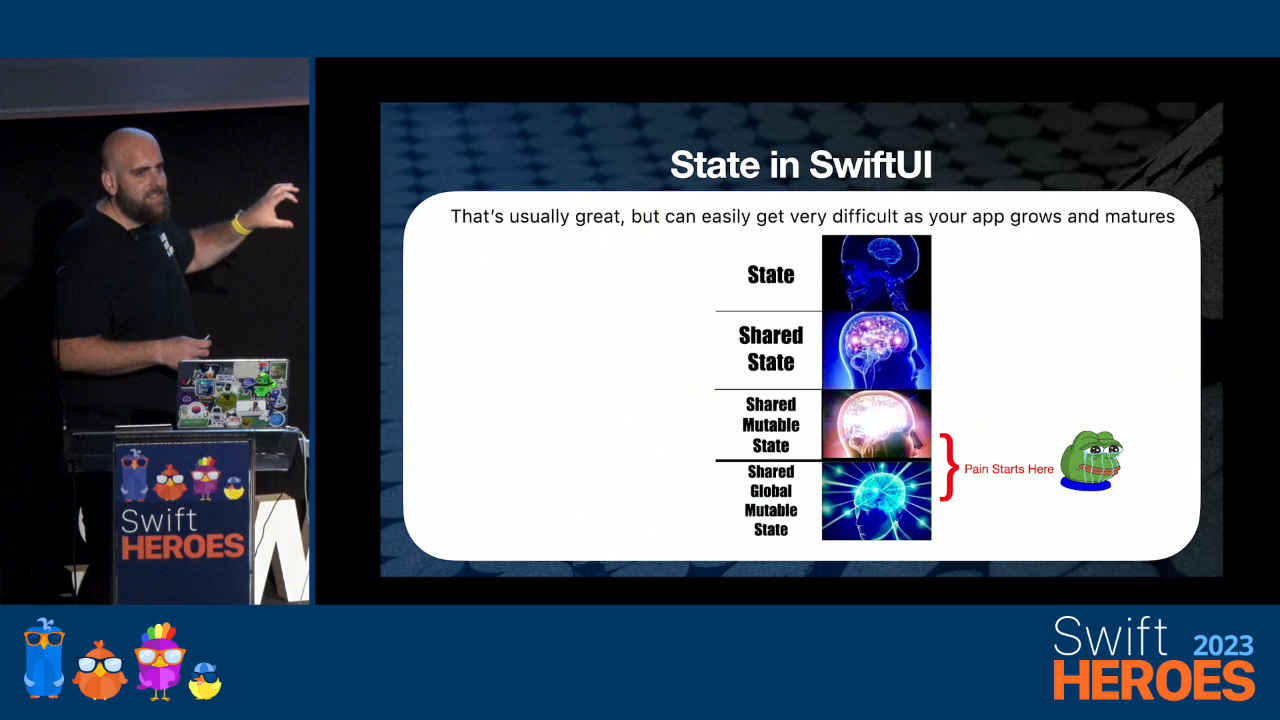 State in SwiftUI
That's usually great, but can easily get very difficult as your app grows and matures
State
Shared
State
Shared
Mutable
State
Shared
Global
Mutable
State
Pain Starts Here
Swift
HEROES
Swift
2023
HEROES